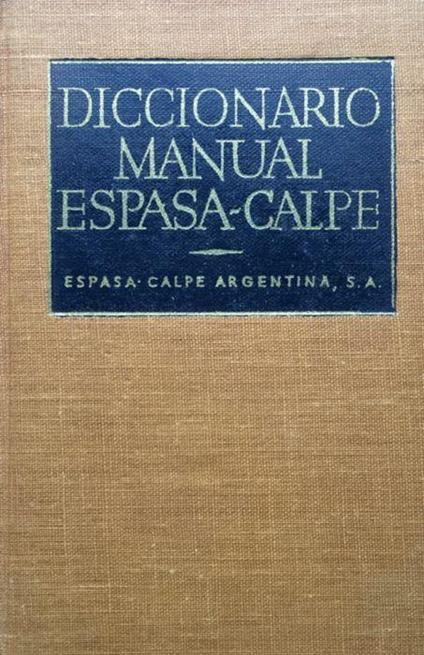 DICCIONARIO
MANUAL
ESPASA-CALPE
ESPASA-CALPE ARGENTINA, S.A.